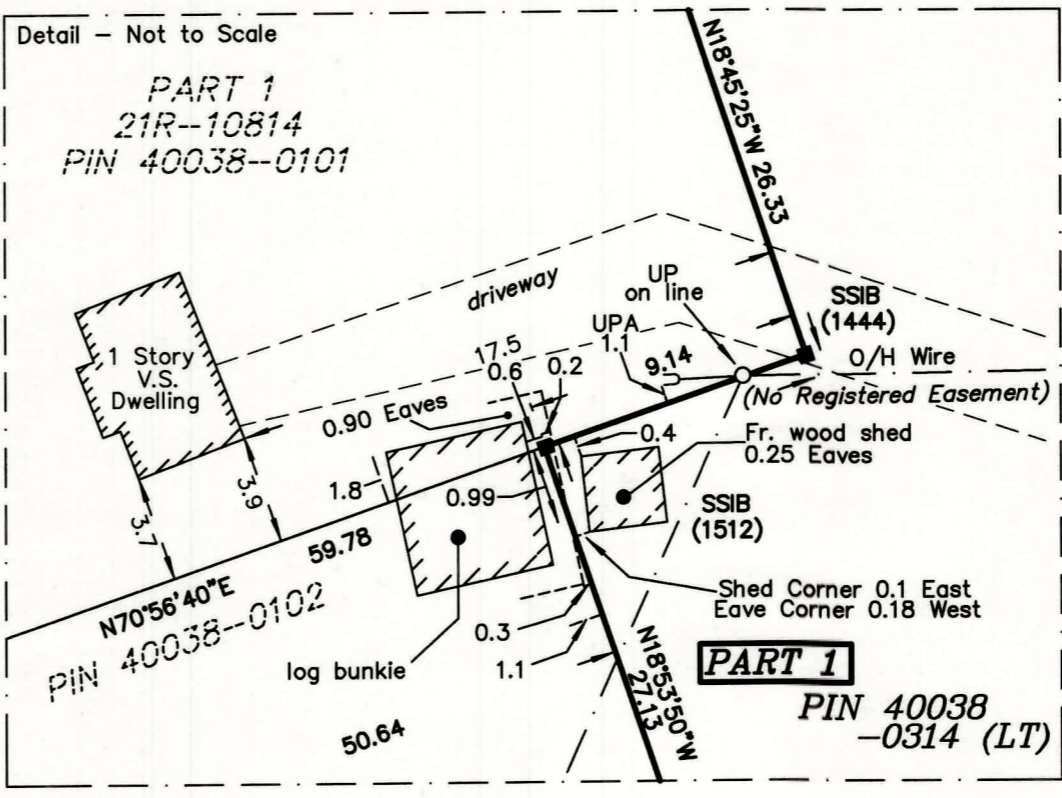 Detail – Not to Scale
PART 1
21R--10814
PIN 40038--0101
N18°45'25"W 26.33
driveway
UP
on line
SSIB
(1444)
UPA
1.1
9.14
O/H Wire
(No Registered Easement)
17.5
0.6
0.2
1 Story
V.S.
Dwelling
0.90 Eaves
0.4
Fr. wood shed
0.25 Eaves
1.8
0.99
SSIB
(1512)
3.9
3.7
59.78
N70°56'40"E
PIN 40038--0102
Shed Corner 0.1 East
Eave Corner 0.18 West
0.3
log bunkie
1.1
N18°53'50"W
27.13
PART 1
PIN 40038
-0314 (LT)
50.64